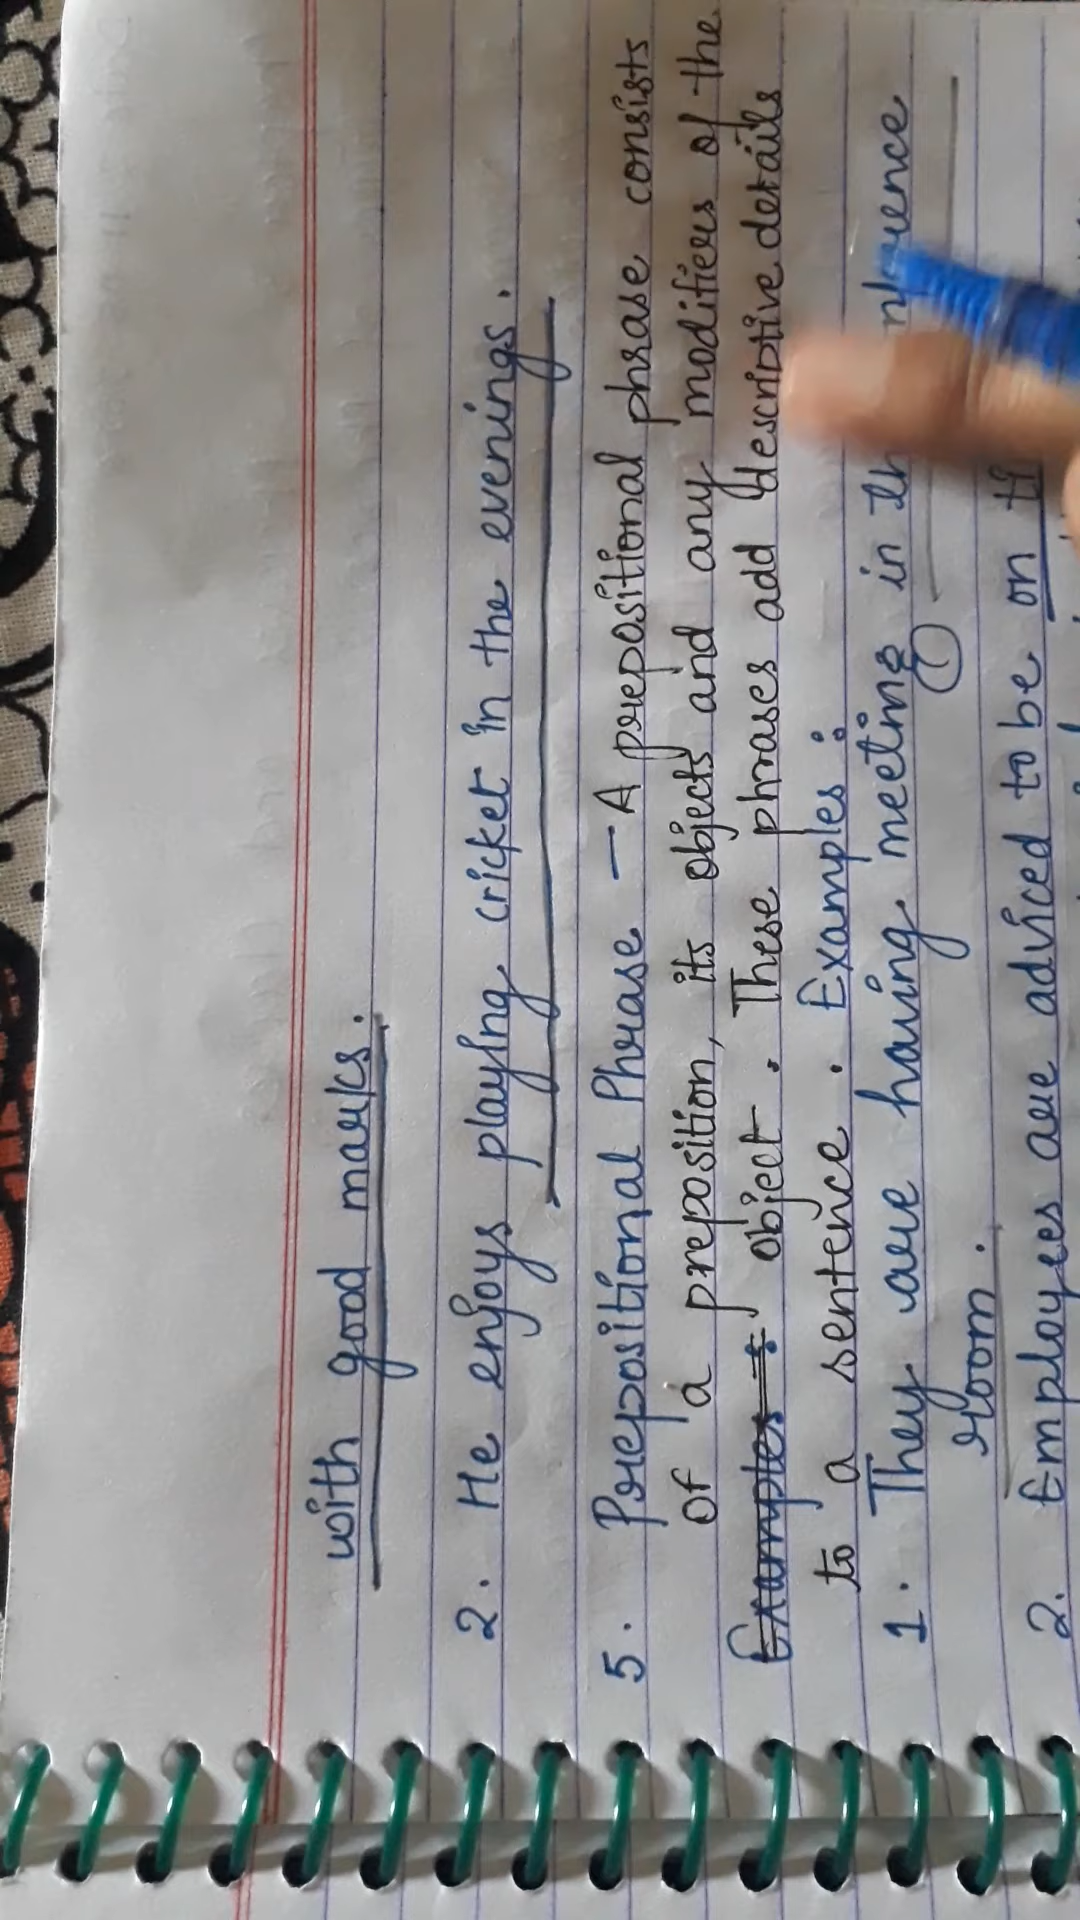 with good marks.
2. He enjoys playing cricket in the evenings.
5. Prepositional Phrase – A prepositional phrase consists
of a preposition, its objects and any modifiers of the
Examples : object. These phrases add descriptive details
to a sentence. Examples :
1. They are having meeting in
room.
2. Employees are adviced to be on